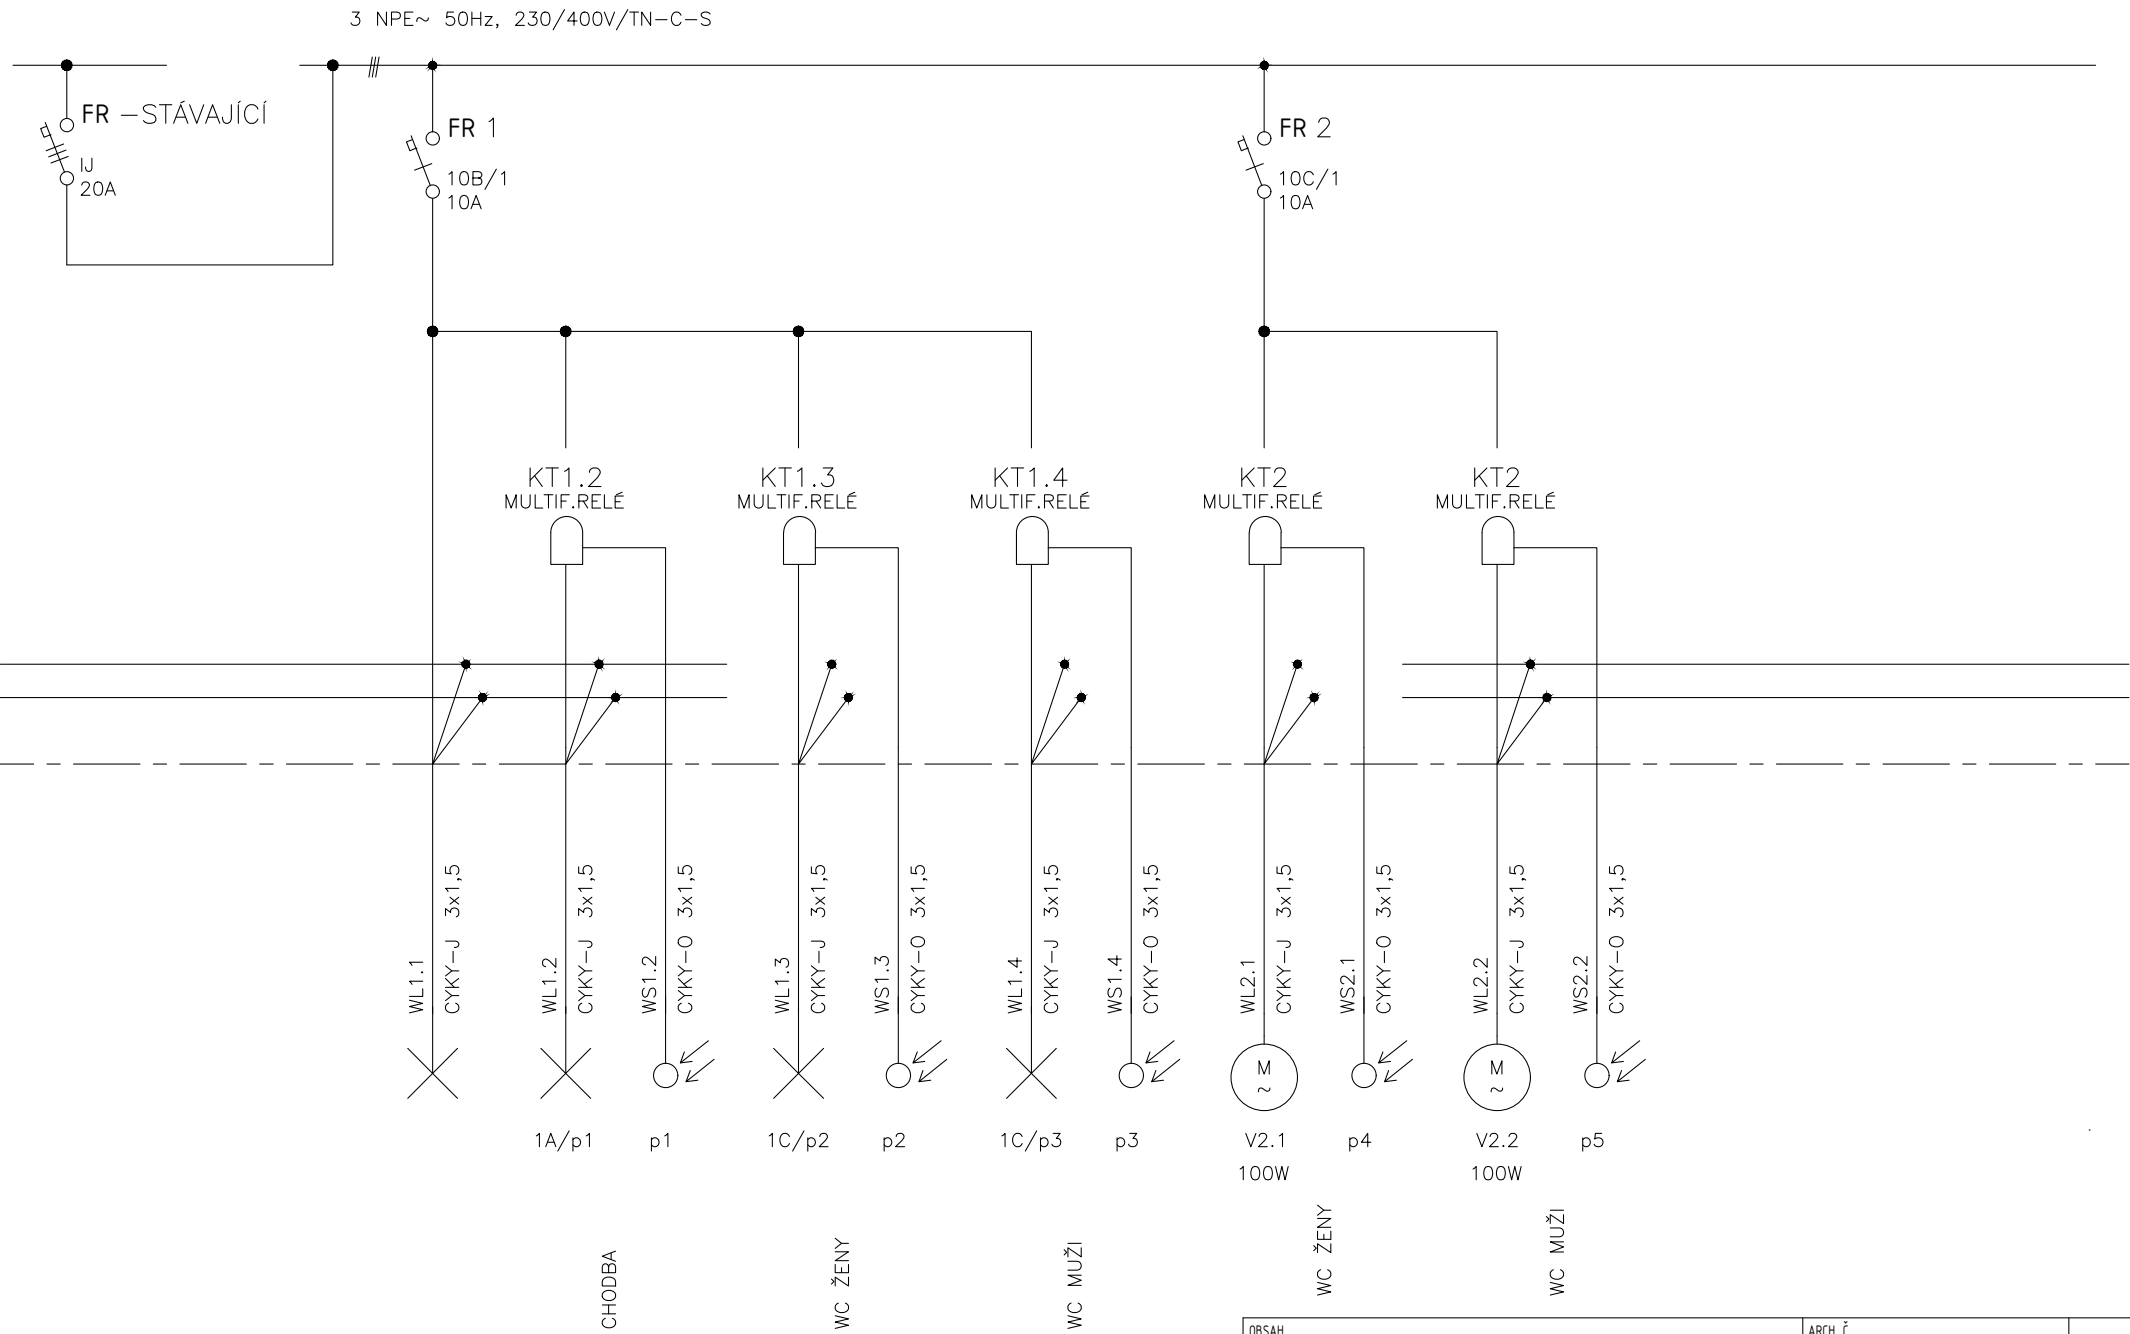 3 NPE~ 50Hz, 230/400V/TN-C-S
FR -STÁVAJÍCÍ
IJ
20A
FR 1
10B/1
10A
FR 2
10C/1
10A
KT1.2
MULTIF.RELÉ
KT1.3
MULTIF.RELÉ
KT1.4
MULTIF.RELÉ
KT2
MULTIF.RELÉ
KT2
MULTIF.RELÉ
WL1.1
CYKY-J 3x1,5
WL1.2
CYKY-J 3x1,5
WS1.2
CYKY-O 3x1,5
WL1.3
CYKY-J 3x1,5
WS1.3
CYKY-O 3x1,5
WL1.4
CYKY-J 3x1,5
WS1.4
CYKY-O 3x1,5
WL2.1
CYKY-J 3x1,5
WS2.1
CYKY-O 3x1,5
WL2.2
CYKY-J 3x1,5
WS2.2
CYKY-O 3x1,5
M
~
M
~
1A/p1
p1
1C/p2
p2
1C/p3
p3
V2.1
100W
p4
V2.2
100W
p5
CHODBA
WC ŽENY
WC MUŽI
WC ŽENY
WC MUŽI
OBSAH
ARCH. Č.